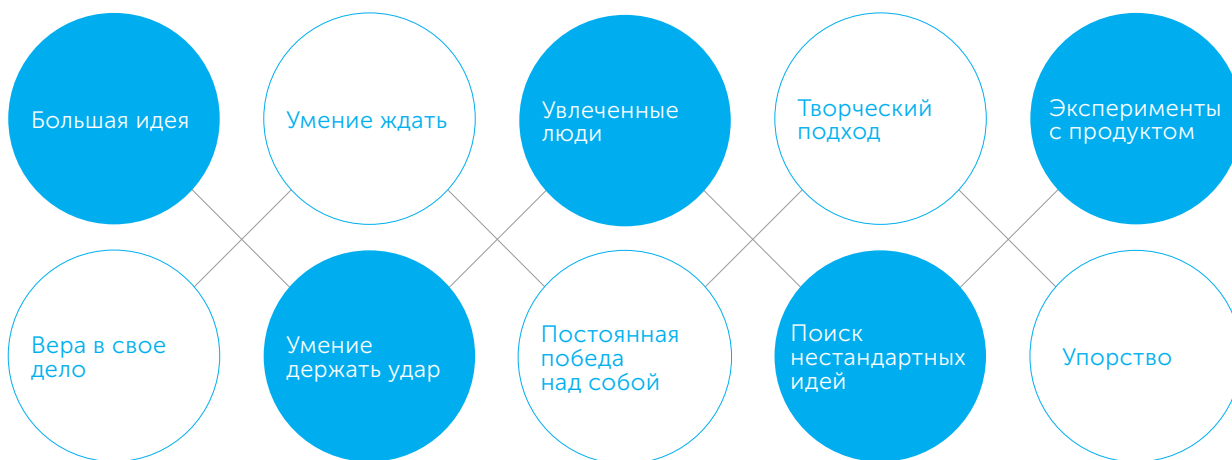 Большая идея
Умение ждать
Увлеченные
люди
Творческий
подход
Эксперименты
с продуктом
Вера в свое
дело
Умение
держать удар
Постоянная
победа
над собой
Поиск
нестандартных
идей
Упорство